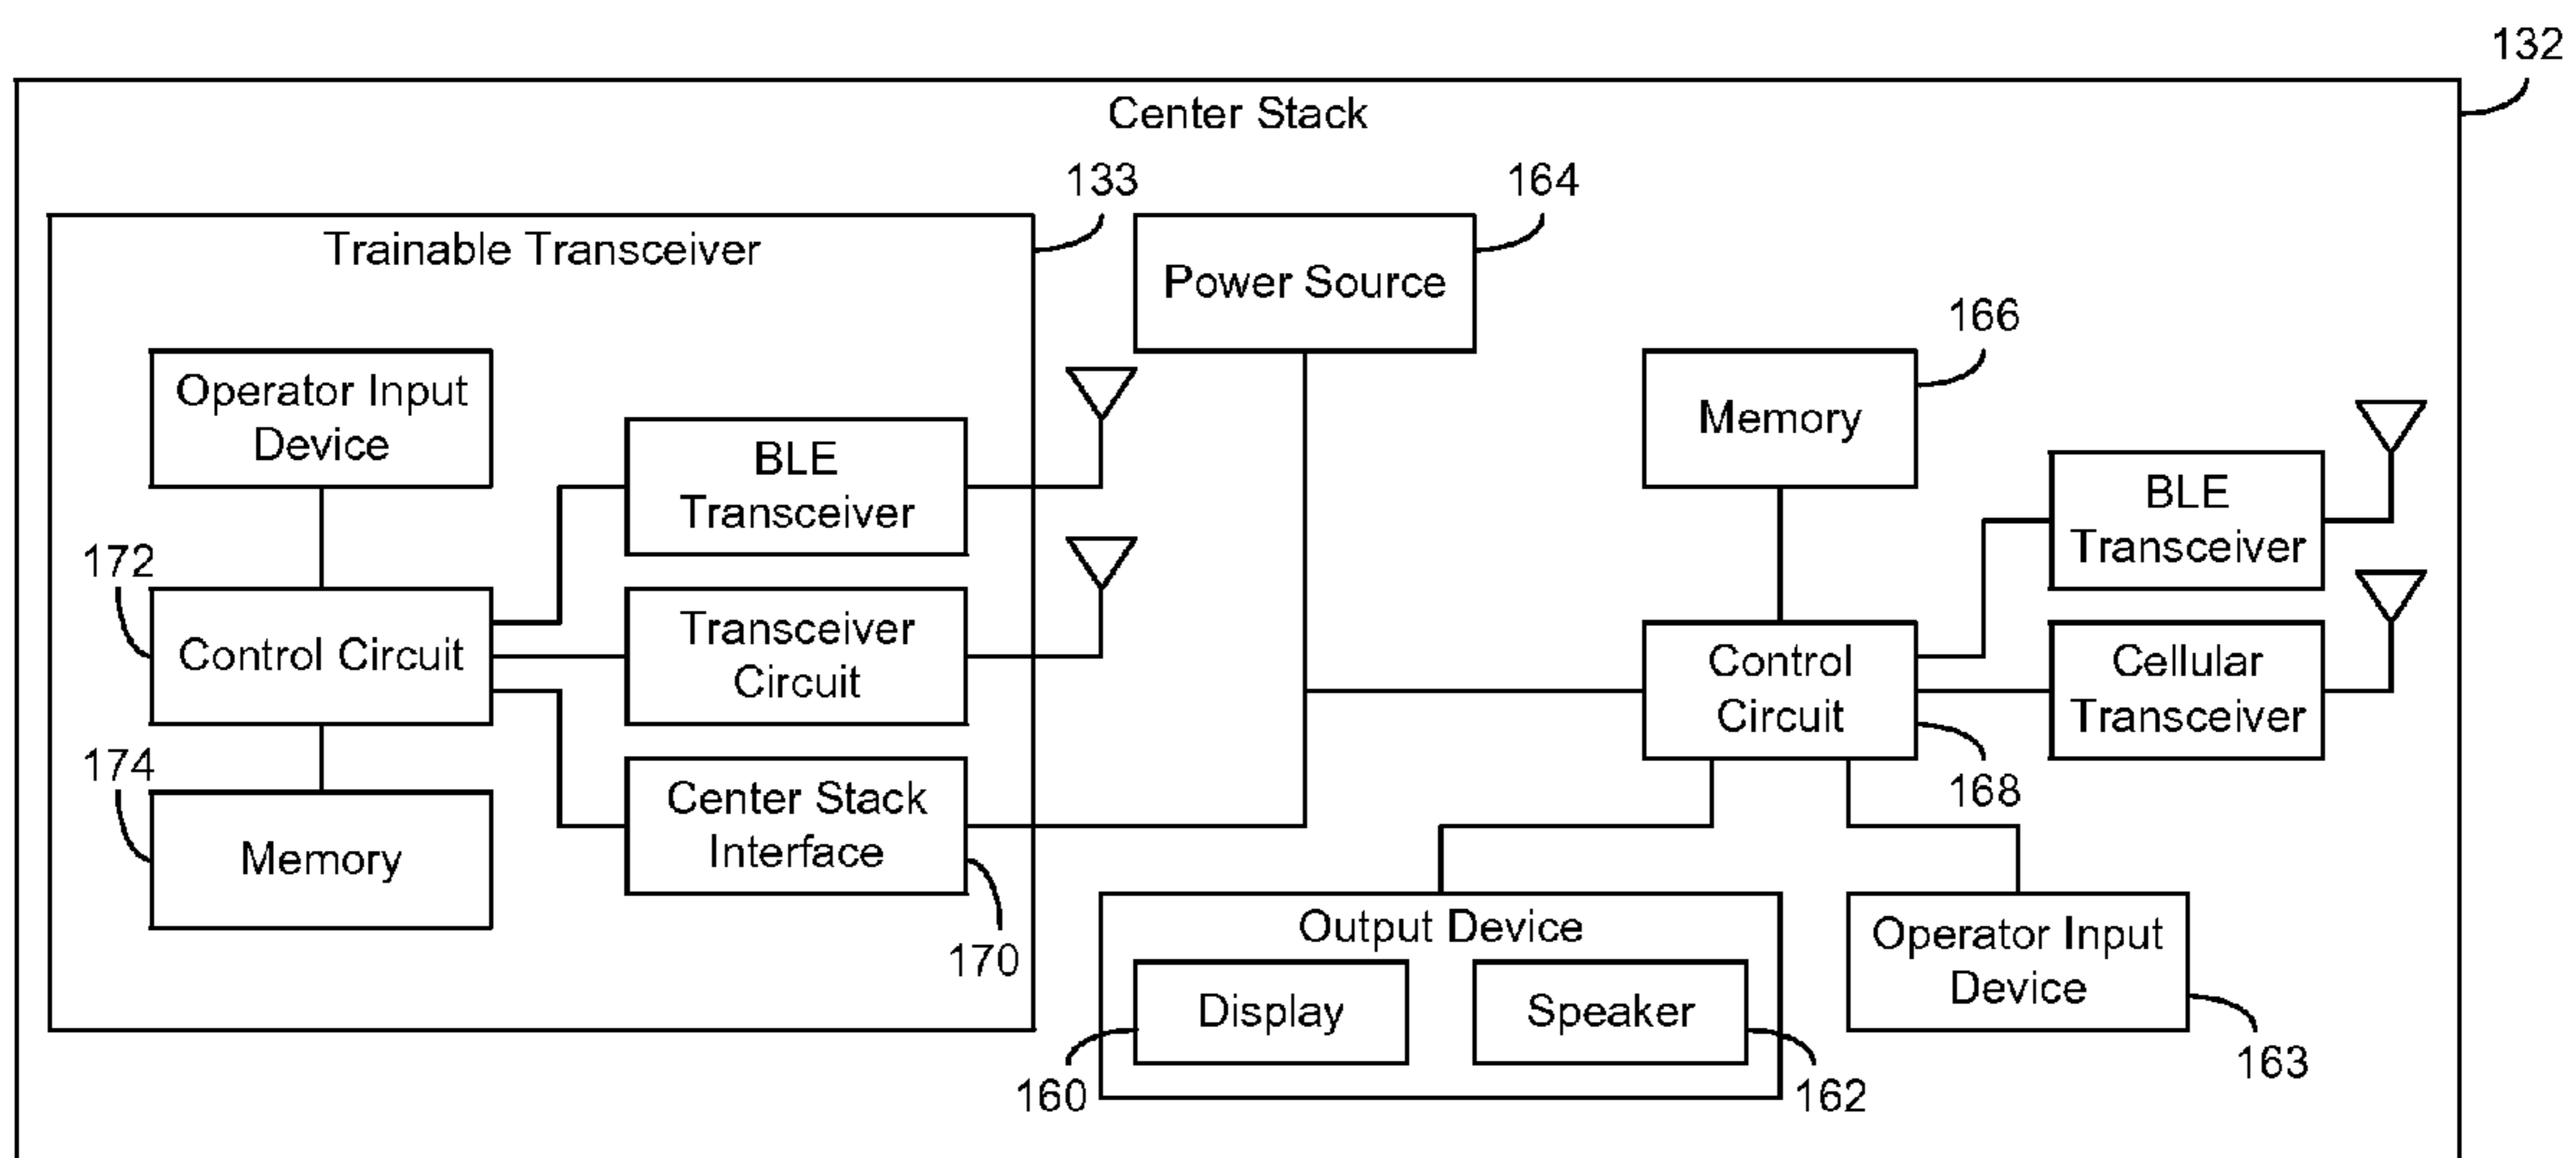 132
Center Stack
133
164
Trainable Transceiver
Power Source
166
Operator Input
Device
BLE
Transceiver
Memory
BLE
Transceiver
172
Control Circuit
Transceiver
Circuit
Control
Circuit
Cellular
Transceiver
174
Memory
Center Stack
Interface
168
170
Output Device
Display
Speaker
Operator Input
Device
160
162
163